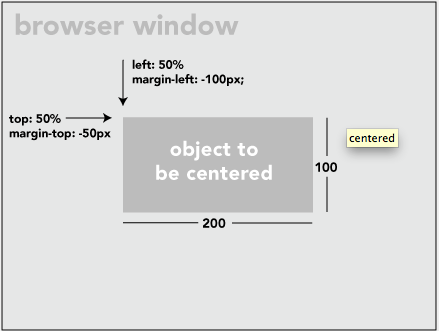 browser window
left: 50%
margin-left: -100px;
top: 50%
margin-top: -50px
object to
be centered
centered
100
200